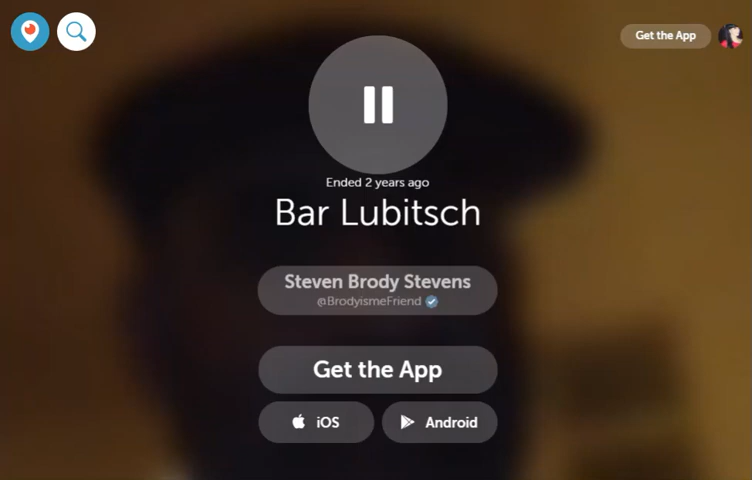 Get the App
Ended 2 years ago
Bar Lubitsch
Steven Brody Stevens
@BrodyismeFriend
Get the App
iOS
Android